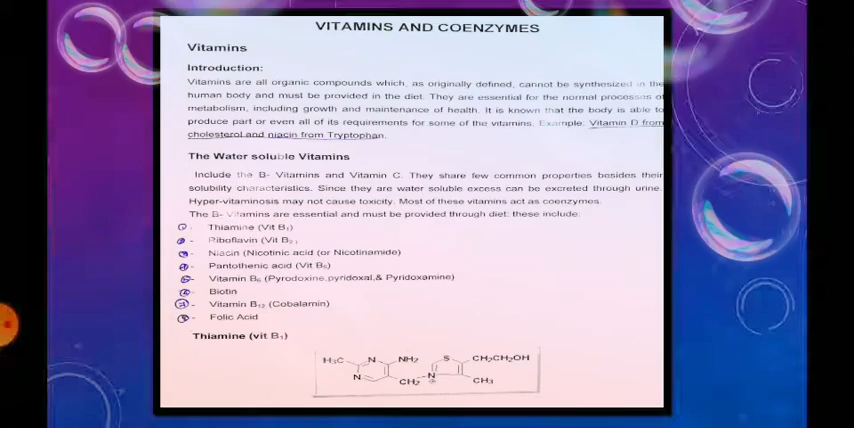 VITAMINS AND COENZYMES
Vitamins
Introduction:
Vitamins are all organic compounds which, as originally defined, cannot be synthesized in the
human body and must be provided in the diet. They are essential for the normal processes of
metabolism, including growth and maintenance of health. It is known that the body is able to
produce part or even all of its requirements for some of the vitamins. Example: Vitamin D from
cholesterol and niacin from Tryptophan.
The Water soluble Vitamins
Include the B- Vitamins and Vitamin C. They share few common properties besides their
solubility characteristics. Since they are water soluble excess can be excreted through urine.
Hyper-vitaminosis may not cause toxicity. Most of these vitamins act as coenzymes.
The B- Vitamins are essential and must be provided through diet: these include:
① - Thiamine (Vit B₁)
② - Riboflavin (Vit B₂)
③ - Niacin (Nicotinic acid (or Nicotinamide)
④ - Pantothenic acid (Vit B₅)
⑤ - Vitamin B₆ (Pyrodoxine,pyridoxal,& Pyridoxamine)
⑥ - Biotin
⑦ - Vitamin B₁₂ (Cobalamin)
⑧ - Folic Acid
Thiamine (vit B₁)
H₃C N NH₂ S CH₂CH₂OH
N CH₂ N ⊕ CH₃